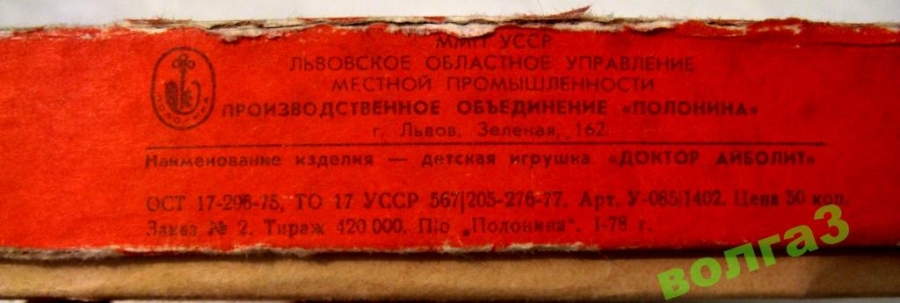 ММП УССР
ЛЬВОВСКОЕ ОБЛАСТНОЕ УПРАВЛЕНИЕ
МЕСТНОЙ ПРОМЫШЛЕННОСТИ
ПРОИЗВОДСТВЕННОЕ ОБЪЕДИНЕНИЕ «ПОЛОНИНА»
г. Львов, Зеленая, 162
Наименование изделия — детская игрушка «ДОКТОР АЙБОЛИТ»
ОСТ 17-296-75, ТО 17 УССР 567/205-276-77. Арт. У-085/1402. Цена 50 коп.
Заказ № 2. Тираж 420 000. П/о „Полонина". 1-78 г.
волга3